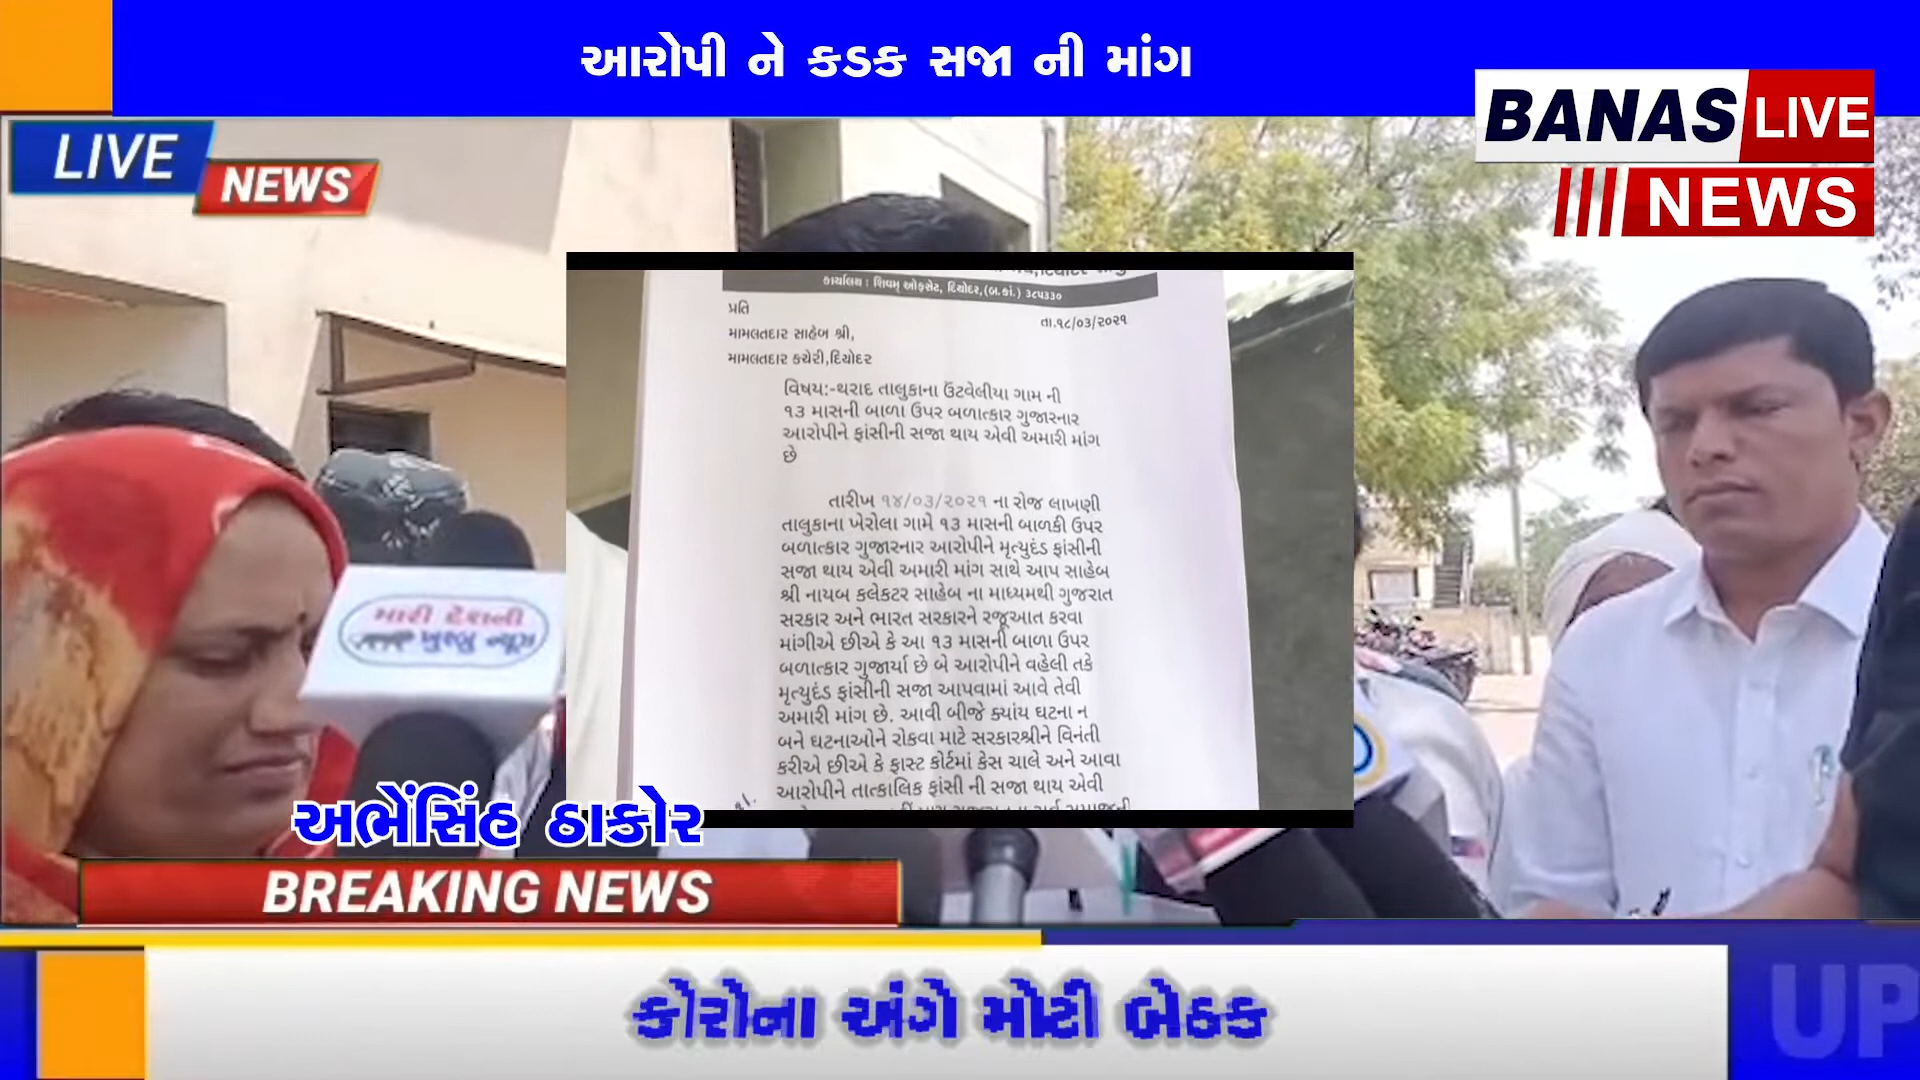 આરોપી ને કડક સજા ની માંગ
BANAS LIVE
NEWS
LIVE
NEWS
કાર્યાલય : શિવમ્ ઓફસેટ, દિયોદર,(બ.કાં.) ૩૮૫૩૩૦
પ્રતિ
તા.૧૮/૦૩/૨૦૨૧
મામલતદાર સાહેબ શ્રી,
મામલતદાર કચેરી,દિયોદર
વિષય:-થરાદ તાલુકાના ઉંટવેલીયા ગામ ની
૧૩ માસની બાળા ઉપર બળાત્કાર ગુજારનાર
આરોપીને ફાંસીની સજા થાય એવી અમારી માંગ
છે
તારીખ ૧૪/૦૩/૨૦૨૧ ના રોજ લાખણી
તાલુકાના ખેરોલા ગામે ૧૩ માસની બાળકી ઉપર
બળાત્કાર ગુજારનાર આરોપીને મૃત્યુદંડ ફાંસીની
સજા થાય એવી અમારી માંગ સાથે આપ સાહેબ
શ્રી નાયબ કલેકટર સાહેબ ના માધ્યમથી ગુજરાત
સરકાર અને ભારત સરકારને રજૂઆત કરવા
માંગીએ છીએ કે આ ૧૩ માસની બાળા ઉપર
બળાત્કાર ગુજાર્યા છે બે આરોપીને વહેલી તકે
મૃત્યુદંડ ફાંસીની સજા આપવામાં આવે તેવી
અમારી માંગ છે. આવી બીજે ક્યાંય ઘટના ન
બને ઘટનાઓને રોકવા માટે સરકારશ્રીને વિનંતી
કરીએ છીએ કે ફાસ્ટ કોર્ટમાં કેસ ચાલે અને આવા
આરોપીને તાત્કાલિક ફાંસી ની સજા થાય એવી
મારી દેશની
ખુશ્બુ ન્યૂઝ
અભેંસિંહ ઠાકોર
BREAKING NEWS
કોરોના અંગે મોટી બેઠક
UP